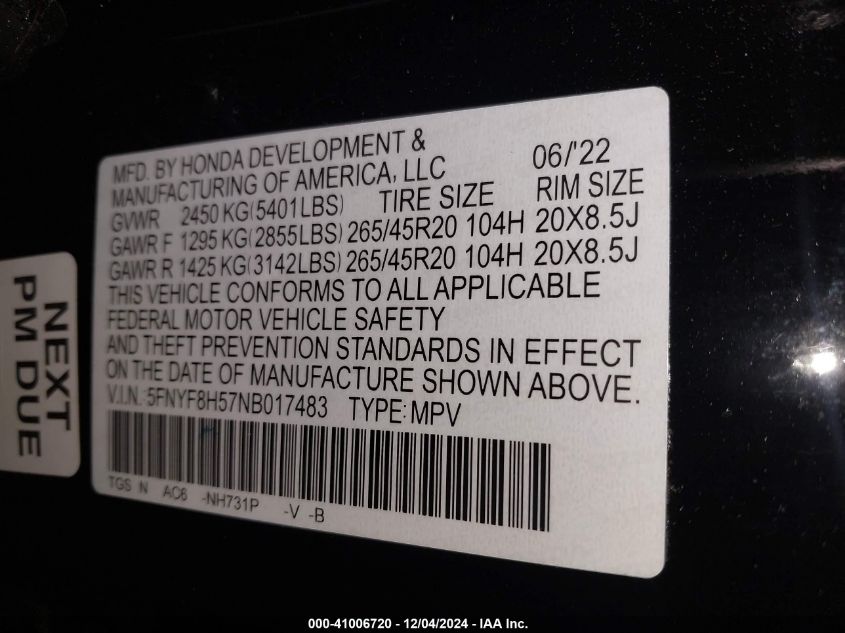 MFD. BY HONDA DEVELOPMENT & 06/'22
MANUFACTURING OF AMERICA, LLC
GVWR 2450 KG(5401LBS) TIRE SIZE RIM SIZE
GAWR F 1295 KG(2855LBS) 265/45R20 104H 20X8.5J
GAWR R 1425 KG(3142LBS) 265/45R20 104H 20X8.5J
THIS VEHICLE CONFORMS TO ALL APPLICABLE
FEDERAL MOTOR VEHICLE SAFETY
AND THEFT PREVENTION STANDARDS IN EFFECT
ON THE DATE OF MANUFACTURE SHOWN ABOVE.
V.I.N.:5FNYF8H57NB017483 TYPE:MPV
TGS N AC6 -NH731P -V -B
NEXT
PM DUE
000-41006720 - 12/04/2024 - IAA Inc.